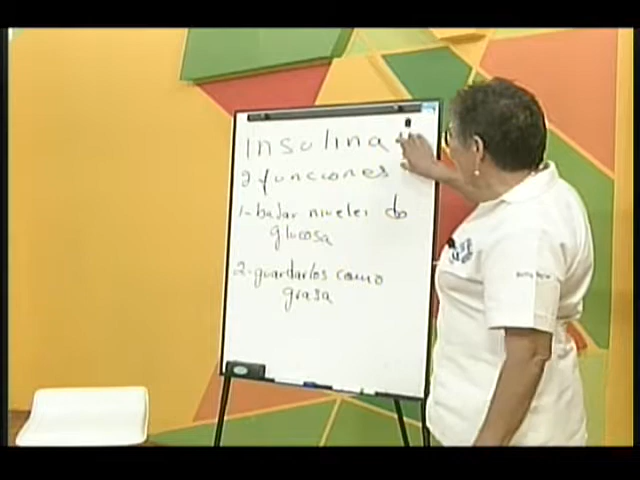 Insulina
2 funciones
1- bajar niveles de
glucosa
2- guardarlos como
grasa